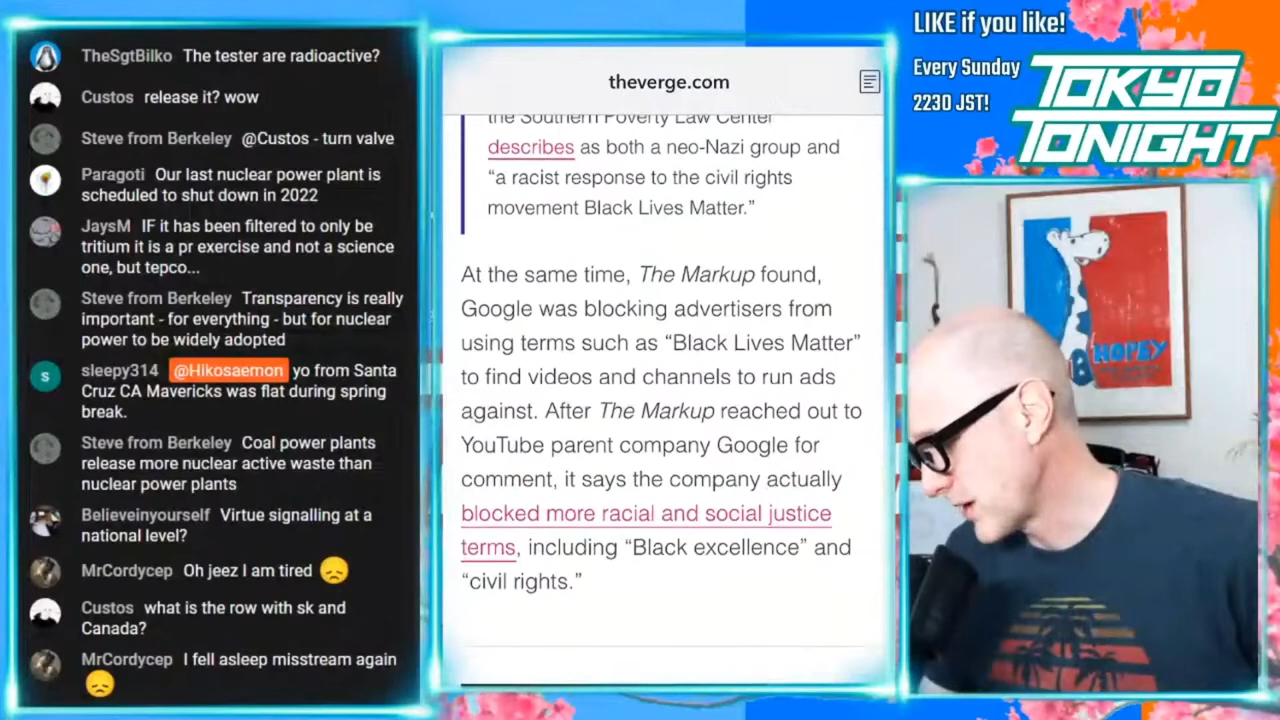 TheSgtBilko The tester are radioactive?
Custos release it? wow
Steve from Berkeley @Custos - turn valve
Paragoti Our last nuclear power plant is
scheduled to shut down in 2022
JaysM IF it has been filtered to only be
tritium it is a pr exercise and not a science
one, but tepco...
Steve from Berkeley Transparency is really
important - for everything - but for nuclear
power to be widely adopted
S
sleepy314 @Hikosaemon yo from Santa
Cruz CA Mavericks was flat during spring
break.
Steve from Berkeley Coal power plants
release more nuclear active waste than
nuclear power plants
Believeinyourself Virtue signalling at a
national level?
MrCordycep Oh jeez I am tired 😞
Custos what is the row with sk and
Canada?
MrCordycep I fell asleep misstream again
😞
theverge.com
the Southern Poverty Law Center
describes as both a neo-Nazi group and
“a racist response to the civil rights
movement Black Lives Matter.”
At the same time, The Markup found,
Google was blocking advertisers from
using terms such as “Black Lives Matter”
to find videos and channels to run ads
against. After The Markup reached out to
YouTube parent company Google for
comment, it says the company actually
blocked more racial and social justice
terms, including “Black excellence” and
“civil rights.”
LIKE if you like!
Every Sunday
2230 JST!
TOKYO
TONIGHT